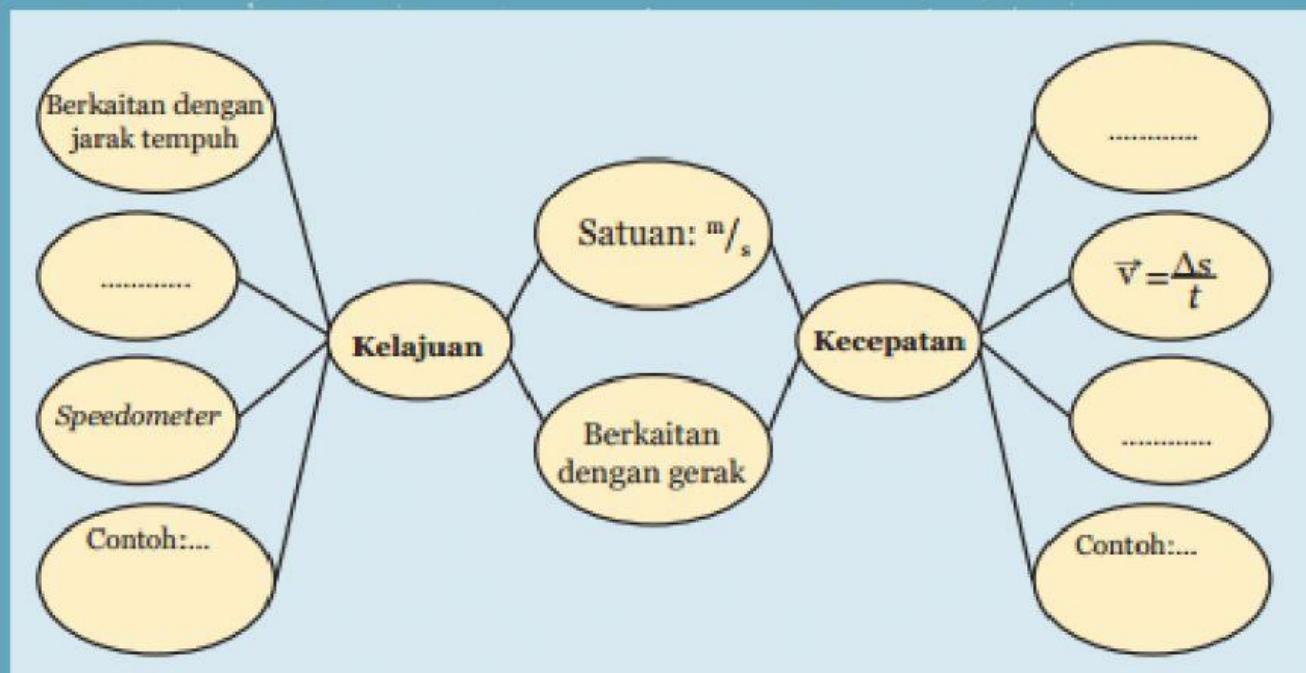 Berkaitan dengan
jarak tempuh
............
Speedometer
Contoh:...
Kelajuan
Satuan: m/s
Berkaitan
dengan gerak
Kecepatan
............
v⃗ = Δs/t
............
Contoh:...